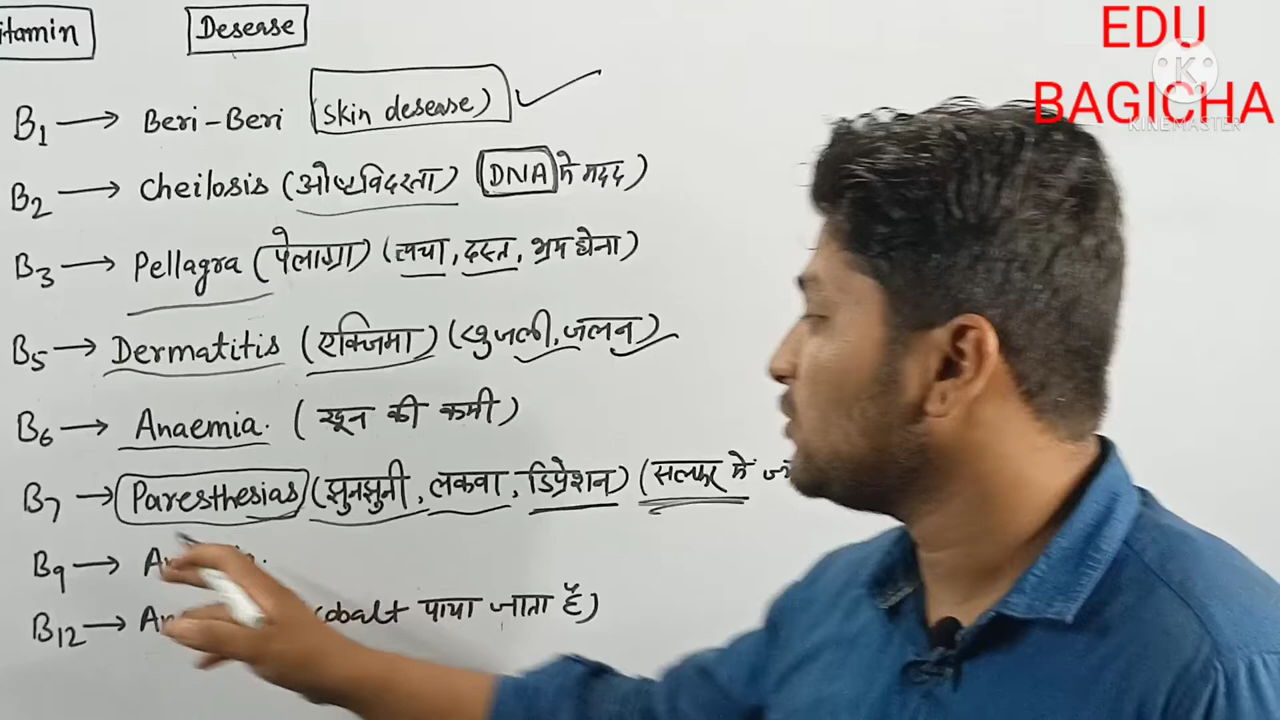 itamin Desease
B1 → Beri-Beri (skin desease)
B2 → Cheilosis (ओष्ठविदरता) (DNA मे मदद)
B3 → Pellagra (पेलाग्रा) (त्वचा, दस्त, भ्रम होना)
B5 → Dermatitis (एक्जिमा) (खुजली, जलन)
B6 → Anaemia. (खून की कमी)
B7 → Paresthesias (झुनझुनी, लकवा, डिप्रेशन) (सल्फर में
B9 →
B12 → cobalt पाया जाता है)
EDU
BAGICHA
KINEMASTER